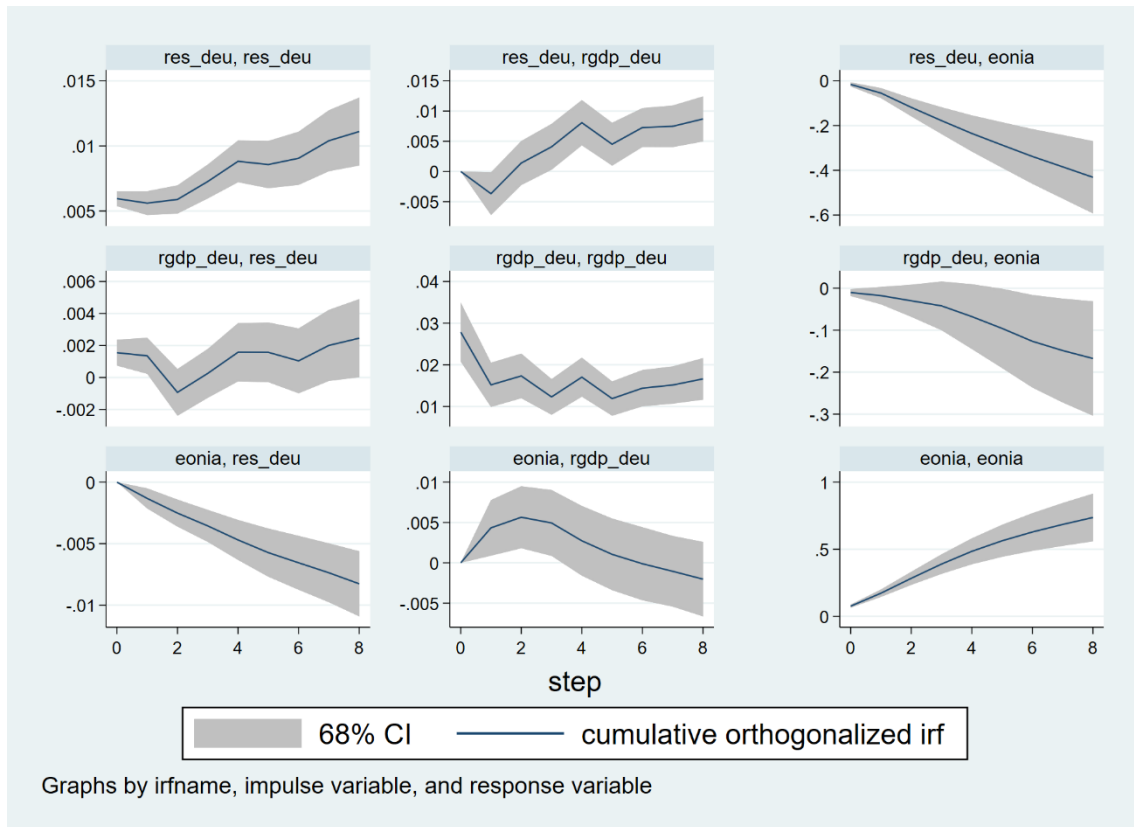 res_deu, res_deu
res_deu, rgdp_deu
res_deu, eonia
.015
.01
.005
.015
.01
.005
0
-.005
0
-.2
-.4
-.6
rgdp_deu, res_deu
rgdp_deu, rgdp_deu
rgdp_deu, eonia
.006
.004
.002
0
-.002
.04
.03
.02
.01
0
-.1
-.2
-.3
eonia, res_deu
eonia, rgdp_deu
eonia, eonia
0
-.005
-.01
.01
.005
0
-.005
1
.5
0
0 2 4 6 8
0 2 4 6 8
0 2 4 6 8
step
68% CI
cumulative orthogonalized irf
Graphs by irfname, impulse variable, and response variable